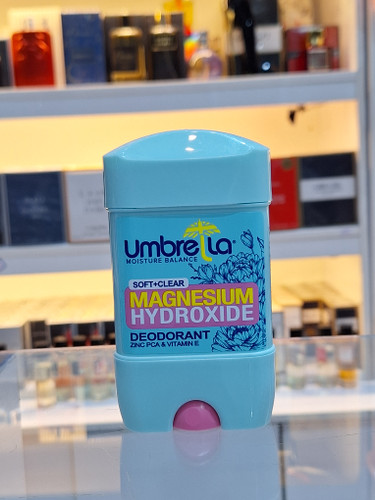 umbrella®
MOISTURE BALANCE
SOFT+CLEAR
MAGNESIUM
HYDROXIDE
DEODORANT
ZINC PCA & VITAMIN E